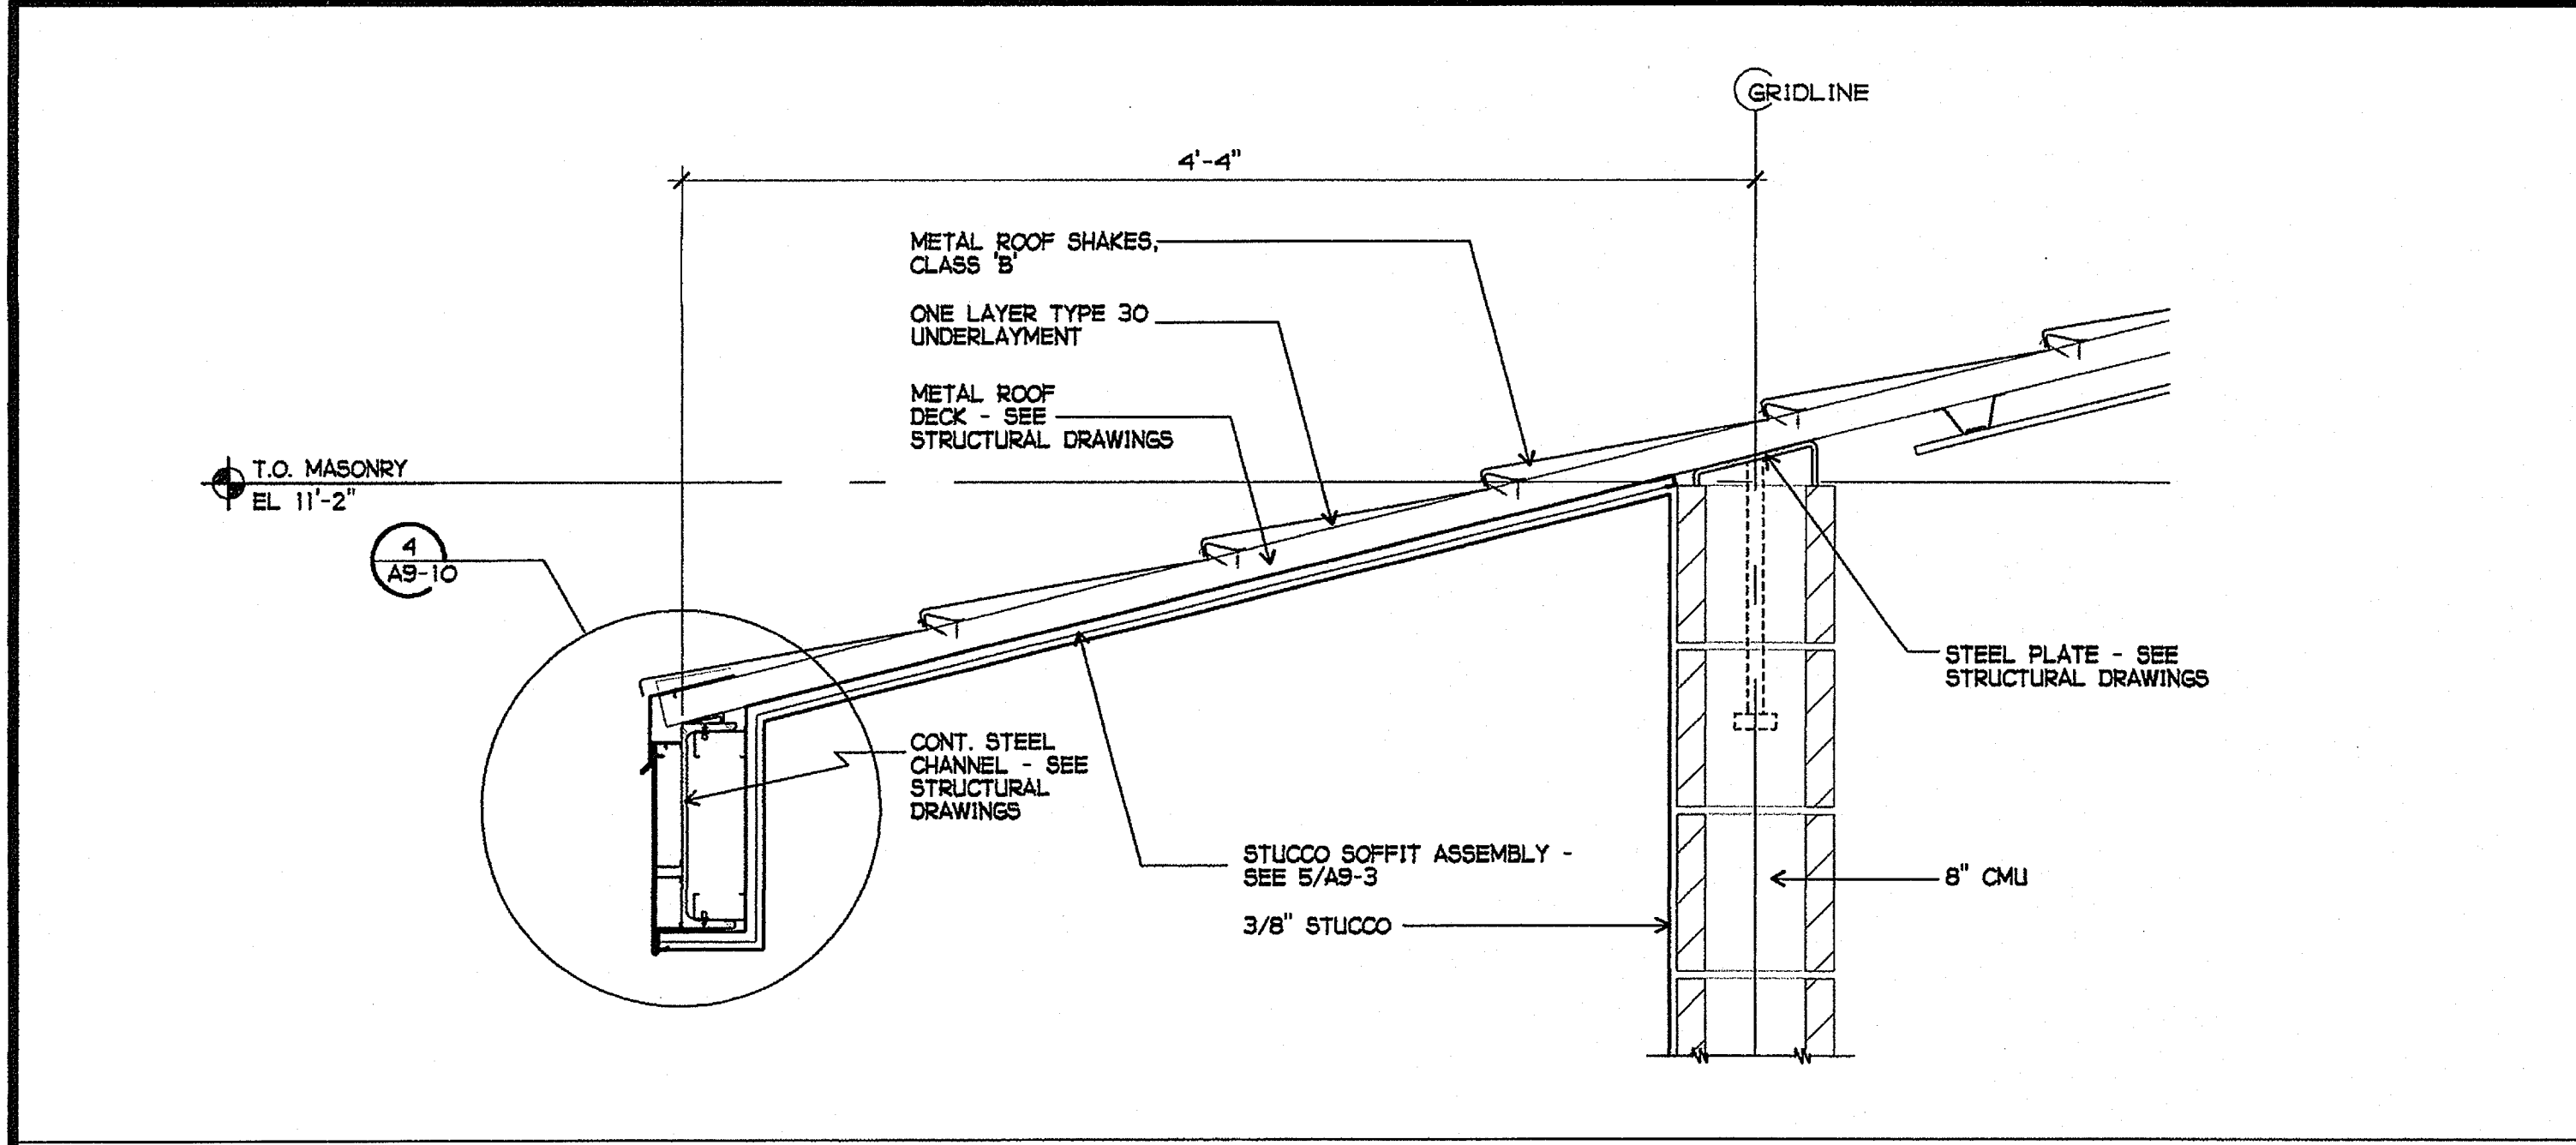 GRIDLINE
4'-4"
METAL ROOF SHAKES,
CLASS 'B'
ONE LAYER TYPE 30
UNDERLAYMENT
METAL ROOF
DECK - SEE
STRUCTURAL DRAWINGS
T.O. MASONRY
EL 11'-2"
4
A9-10
STEEL PLATE - SEE
STRUCTURAL DRAWINGS
CONT. STEEL
CHANNEL - SEE
STRUCTURAL
DRAWINGS
STUCCO SOFFIT ASSEMBLY -
SEE 5/A9-3
8" CMU
3/8" STUCCO